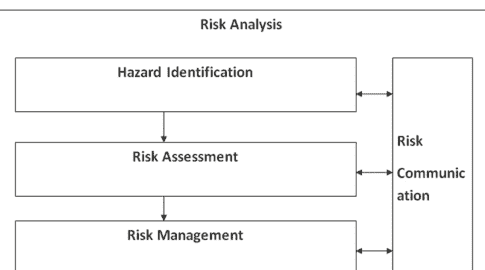 Risk Analysis
Hazard Identification
Risk Assessment
Risk Management
Risk
Communic
ation